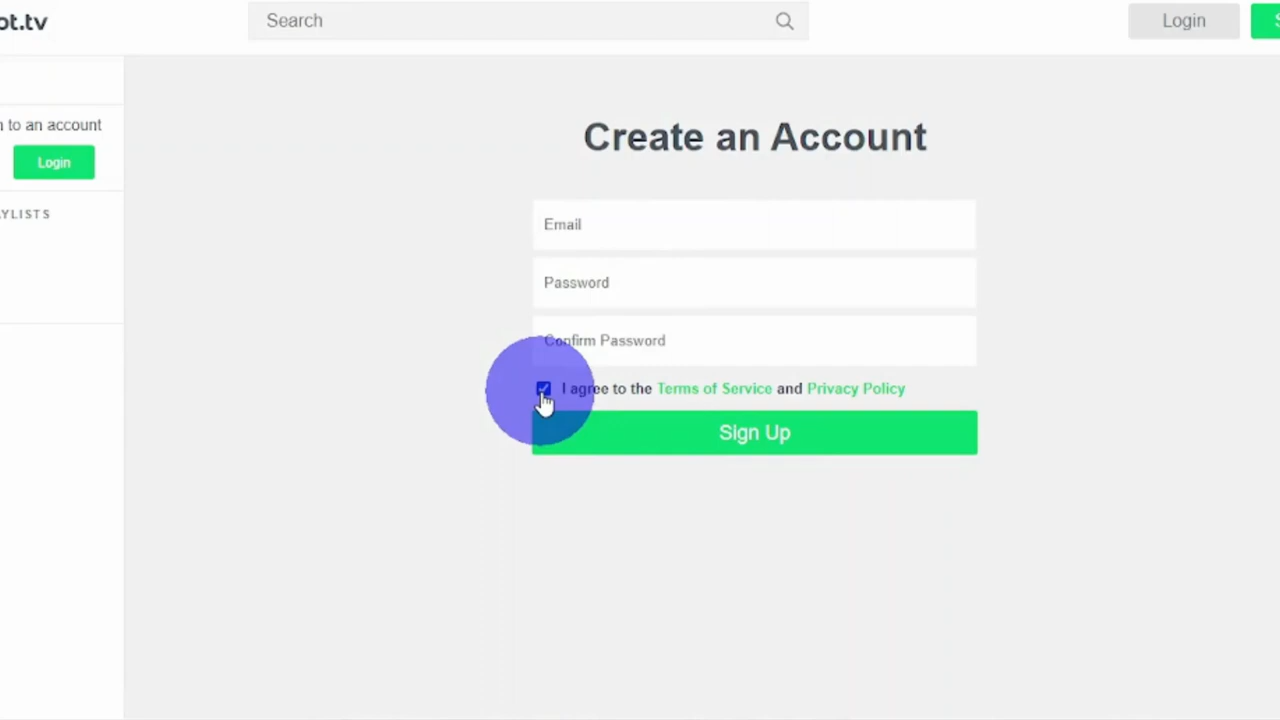 ot.tv
Search
Login
to an account
Login
YLISTS
Create an Account
Email
Password
Confirm Password
I agree to the Terms of Service and Privacy Policy
Sign Up